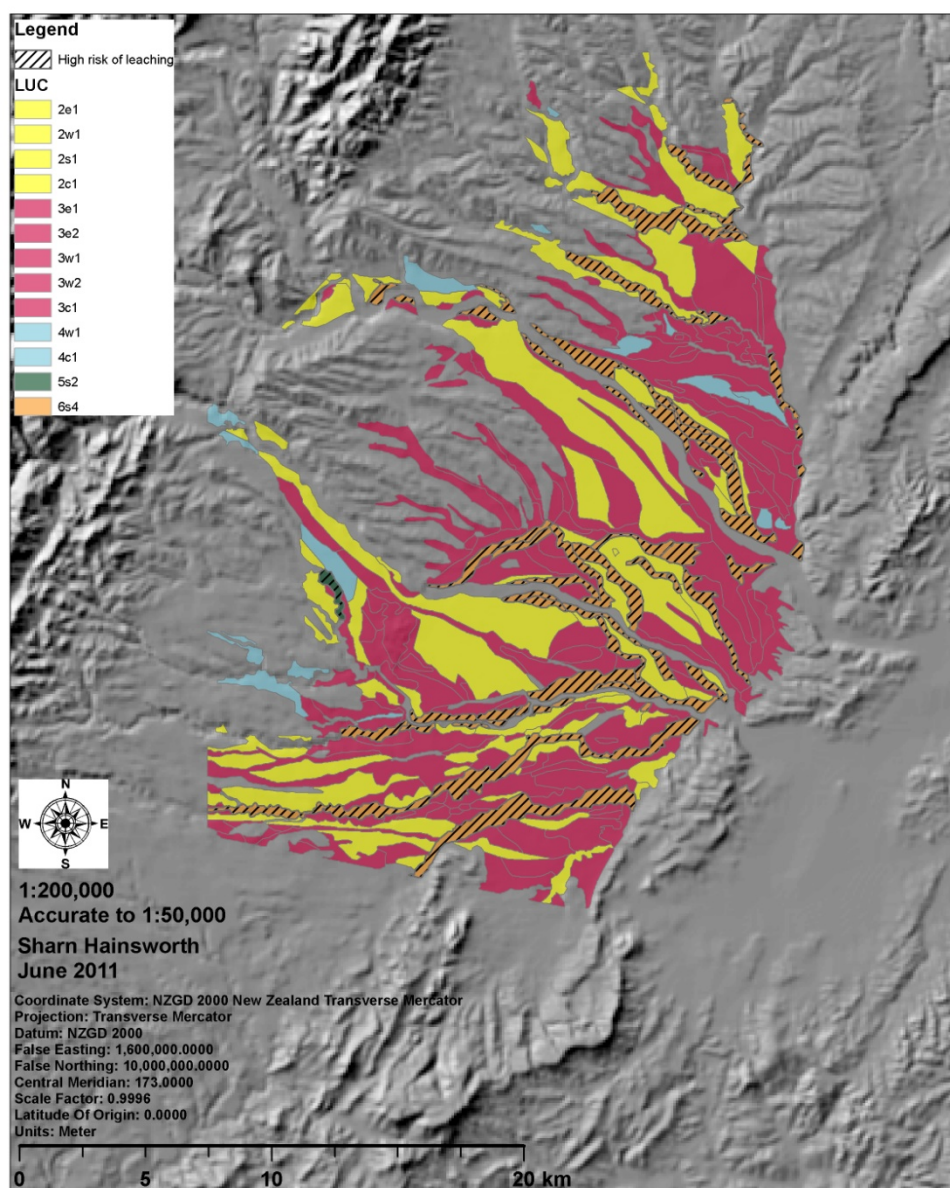 Legend
High risk of leaching
LUC
2e1
2w1
2s1
2c1
3e1
3e2
3w1
3w2
3c1
4w1
4c1
5s2
6s4
N
W E
S
1:200,000
Accurate to 1:50,000
Sharn Hainsworth
June 2011
Coordinate System: NZGD 2000 New Zealand Transverse Mercator
Projection: Transverse Mercator
Datum: NZGD 2000
False Easting: 1,600,000.0000
False Northing: 10,000,000.0000
Central Meridian: 173.0000
Scale Factor: 0.9996
Latitude Of Origin: 0.0000
Units: Meter
0 5 10 20 km